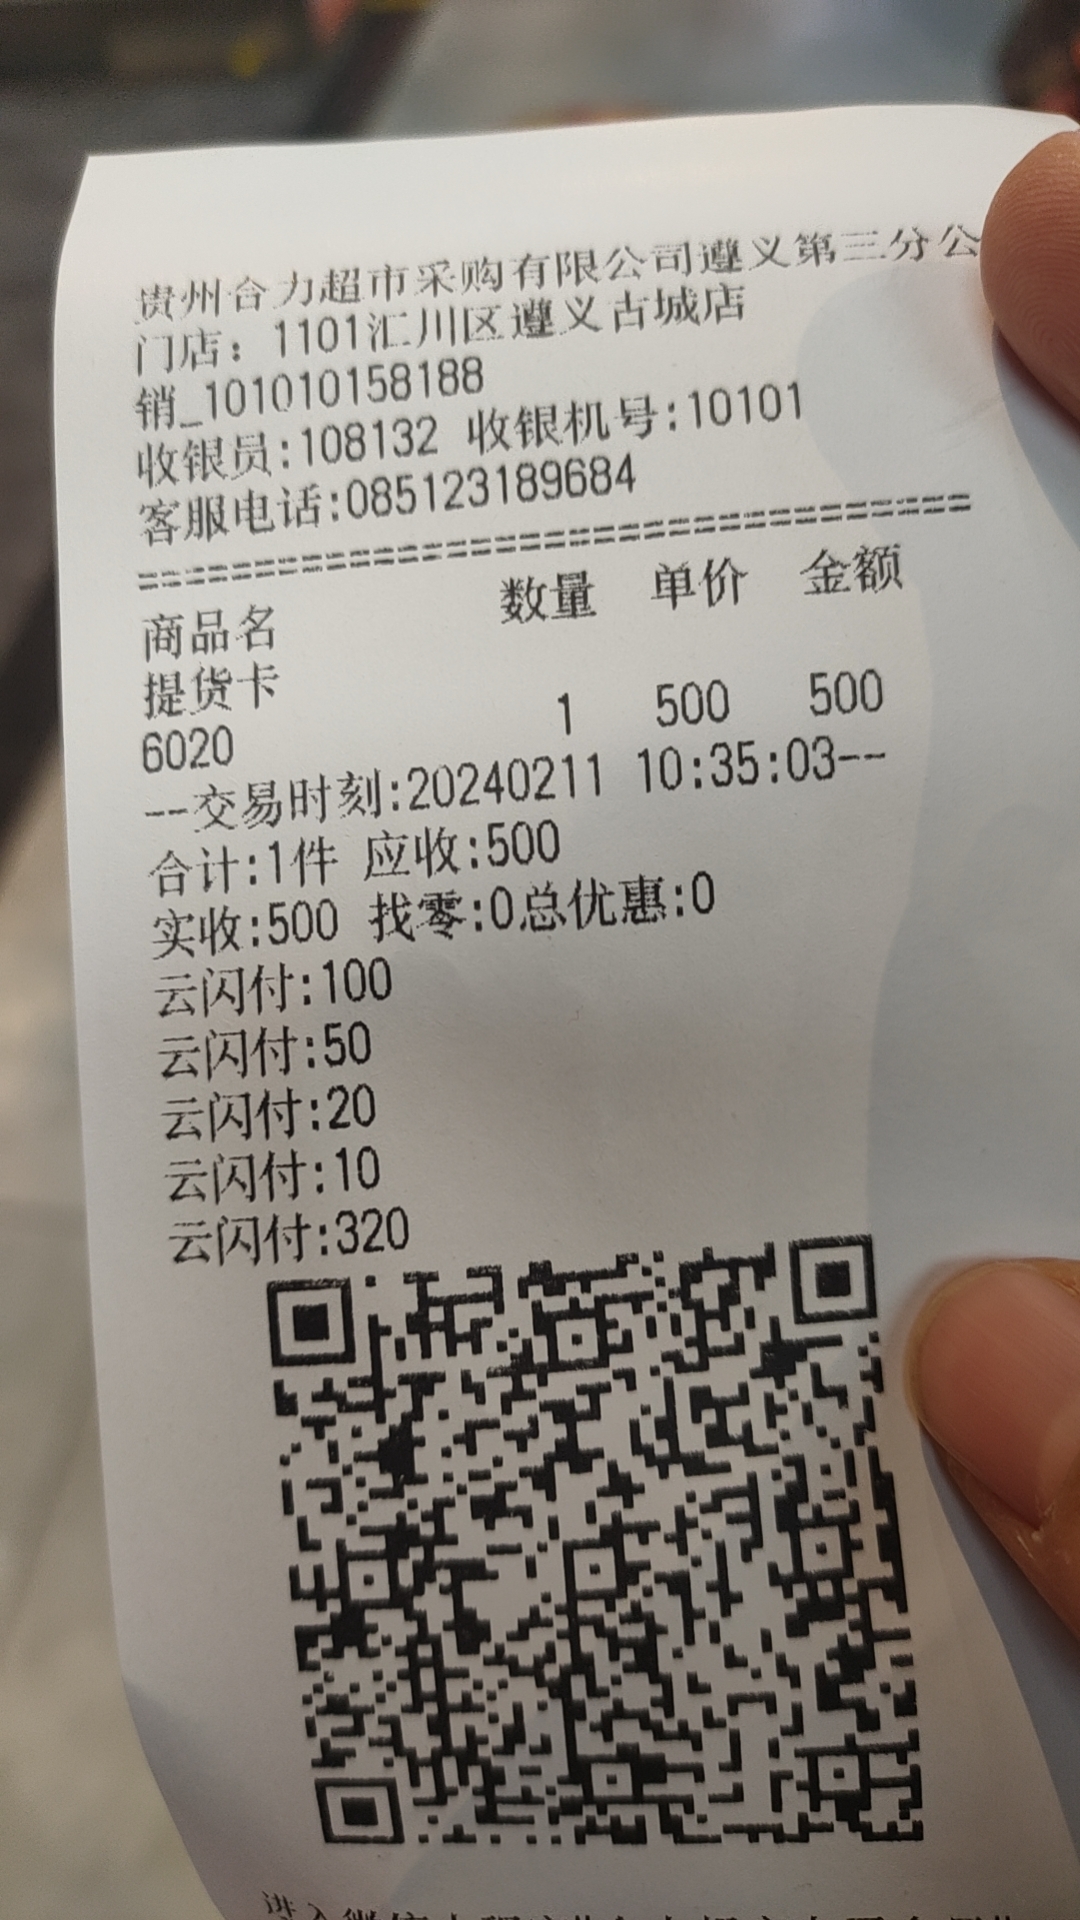 贵州合力超市采购有限公司遵义第三分公
门店：1101汇川区遵义古城店
销_101010158188
收银员:108132 收银机号:10101
客服电话:085123189684
======================================
商品名 数量 单价 金额
提货卡
6020 1 500 500
--交易时刻:20240211 10:35:03--
合计:1件 应收:500
实收:500 找零:0总优惠:0
云闪付:100
云闪付:50
云闪付:20
云闪付:10
云闪付:320
进入